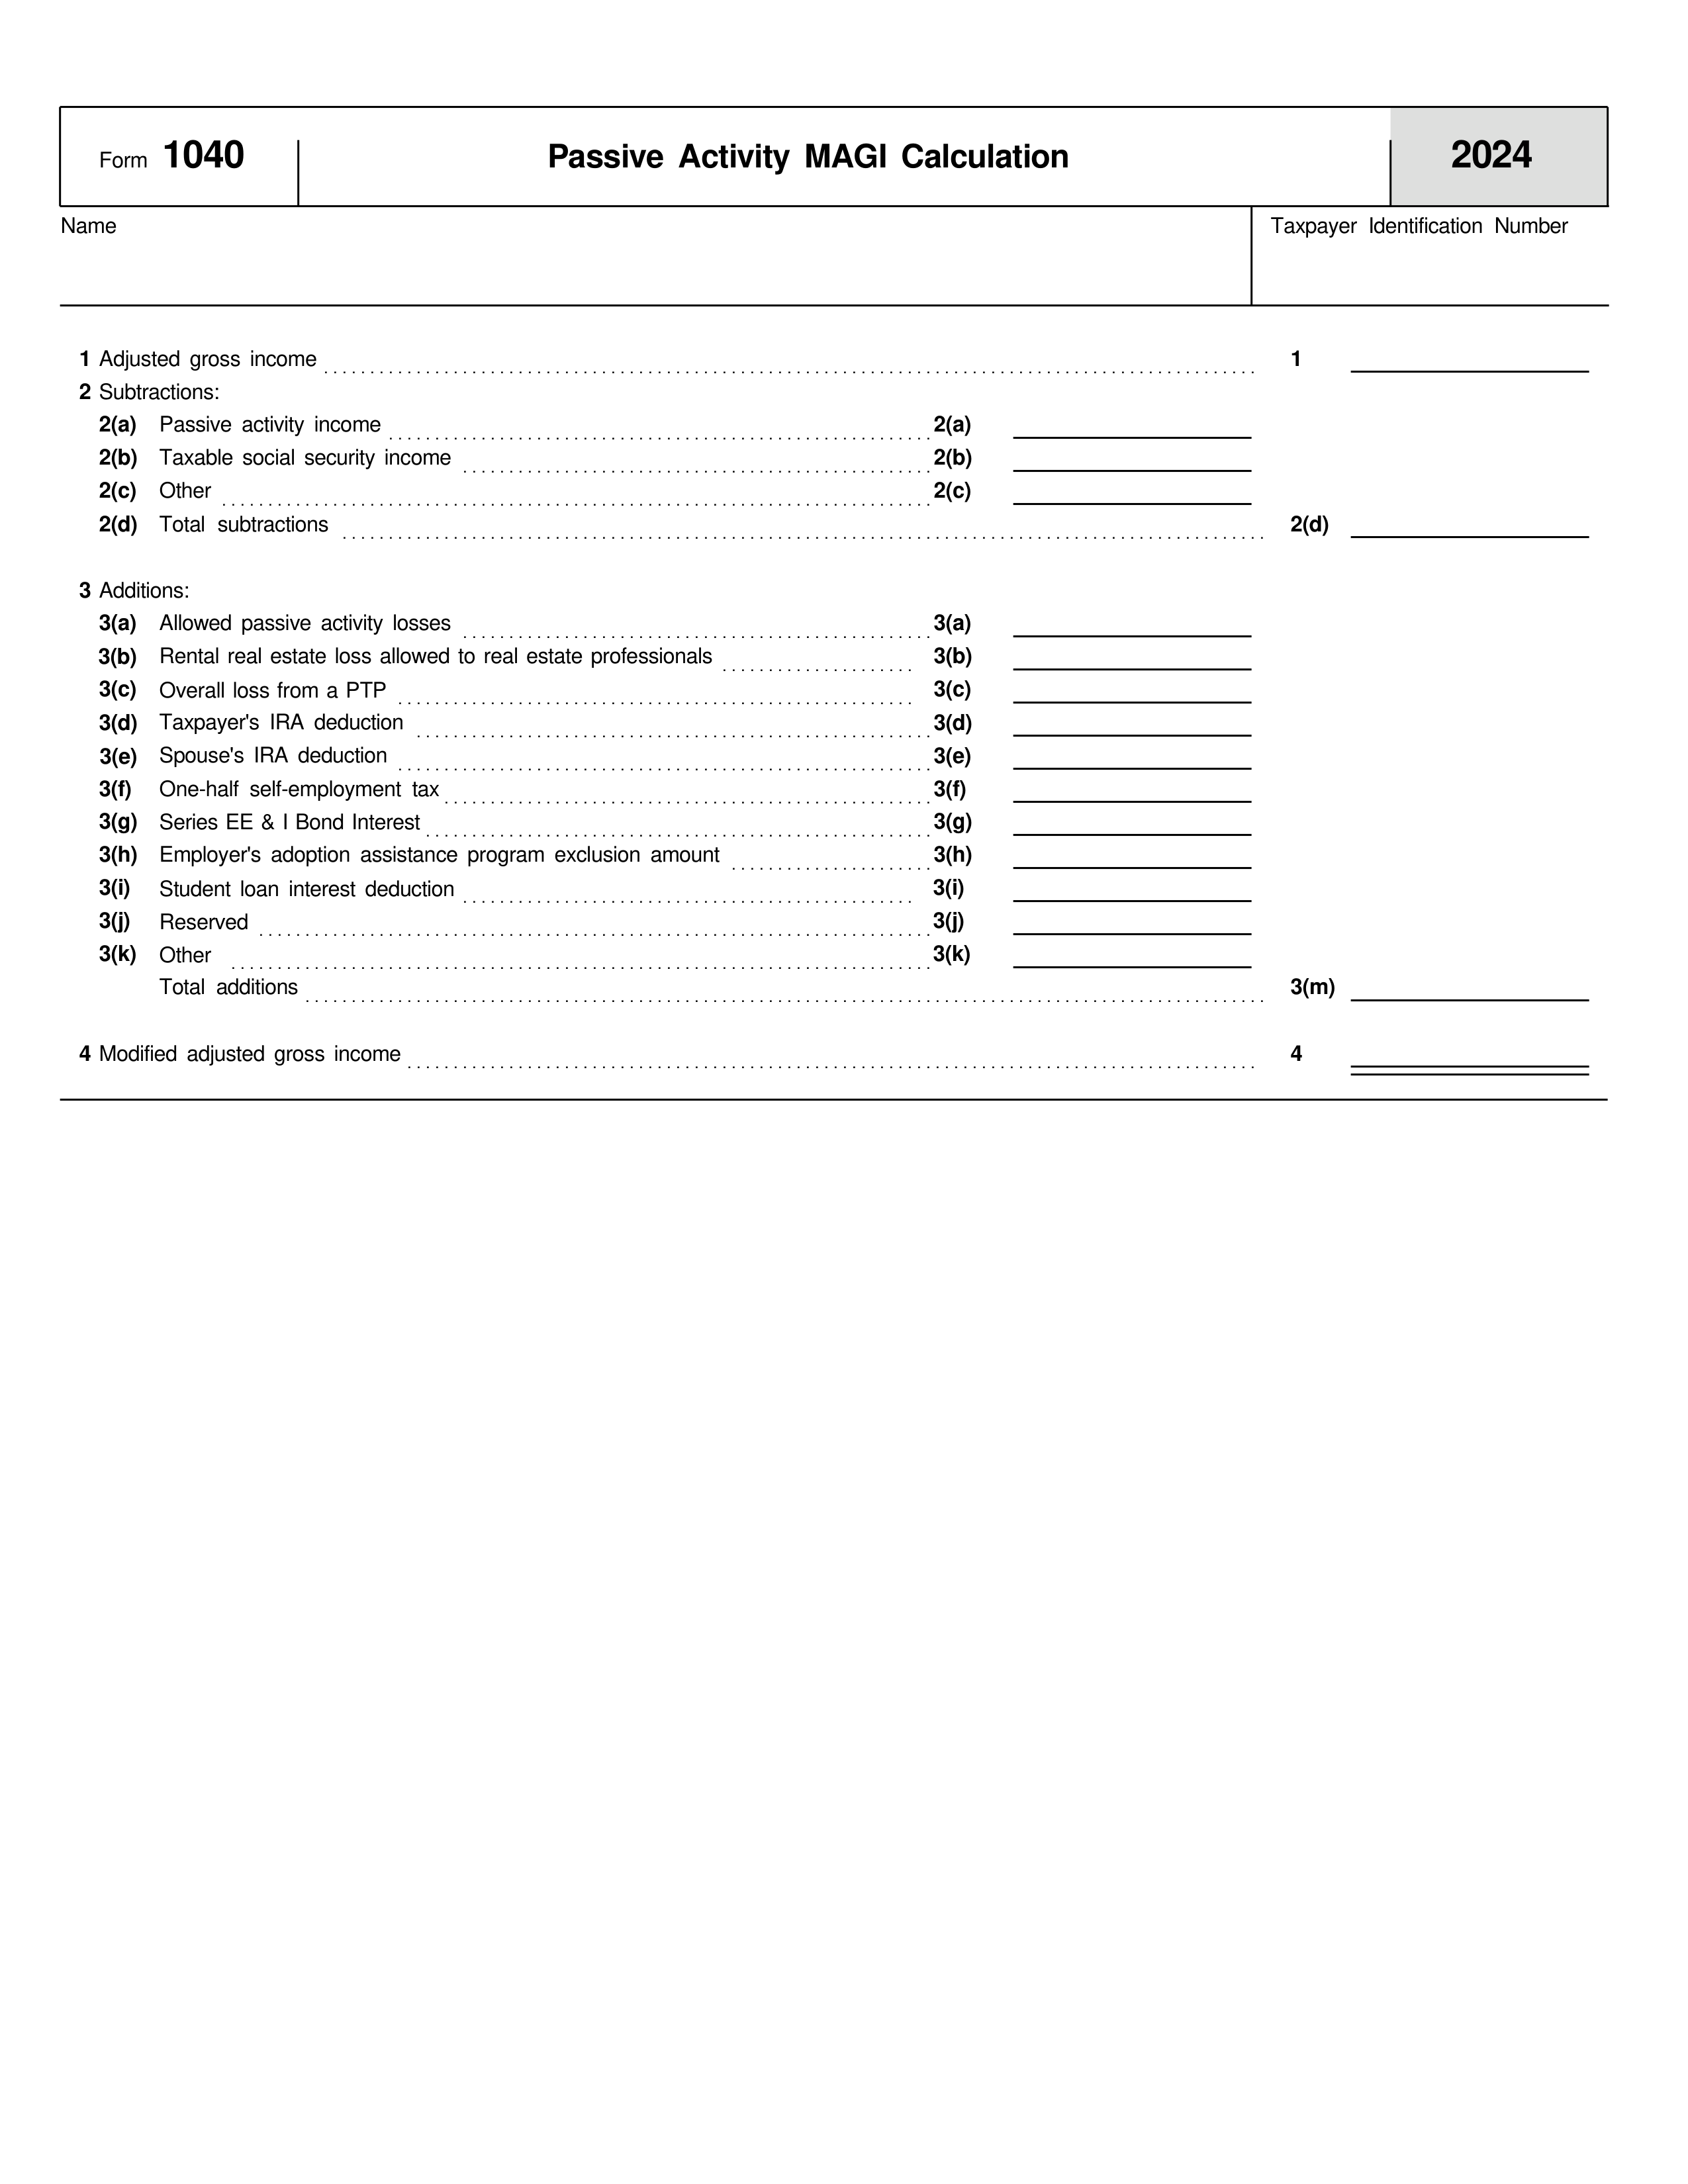 Form 1040 Passive Activity MAGI Calculation 2024
Name Taxpayer Identification Number
1 Adjusted gross income 1
2 Subtractions:
2(a) Passive activity income 2(a)
2(b) Taxable social security income 2(b)
2(c) Other 2(c)
2(d) Total subtractions 2(d)
3 Additions:
3(a) Allowed passive activity losses 3(a)
3(b) Rental real estate loss allowed to real estate professionals 3(b)
3(c) Overall loss from a PTP 3(c)
3(d) Taxpayer's IRA deduction 3(d)
3(e) Spouse's IRA deduction 3(e)
3(f) One-half self-employment tax 3(f)
3(g) Series EE & I Bond Interest 3(g)
3(h) Employer's adoption assistance program exclusion amount 3(h)
3(i) Student loan interest deduction 3(i)
3(j) Reserved 3(j)
3(k) Other 3(k)
Total additions 3(m)
4 Modified adjusted gross income 4